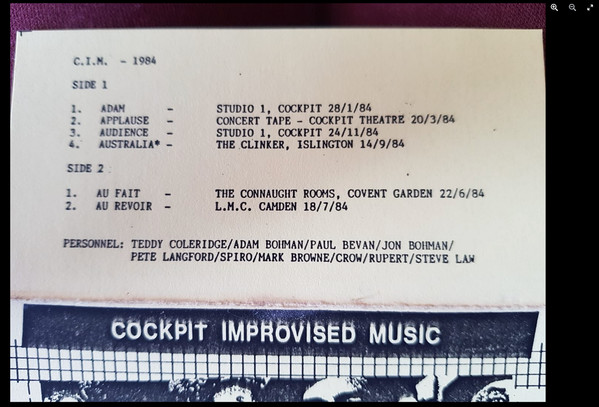 C.I.M. - 1984
SIDE 1
1. ADAM - STUDIO 1, COCKPIT 28/1/84
2. APPLAUSE - CONCERT TAPE - COCKPIT THEATRE 20/3/84
3. AUDIENCE - STUDIO 1, COCKPIT 24/11/84
4. AUSTRALIA* - THE CLINKER, ISLINGTON 14/9/84
SIDE 2
1. AU FAIT - THE CONNAUGHT ROOMS, COVENT GARDEN 22/6/84
2. AU REVOIR - L.M.C. CAMDEN 18/7/84
PERSONNEL: TEDDY COLERIDGE/ADAM BOHMAN/PAUL BEVAN/JON BOHMAN/
PETE LANGFORD/SPIRO/MARK BROWNE/CROW/RUPERT/STEVE LAW
COCKPIT IMPROVISED MUSIC